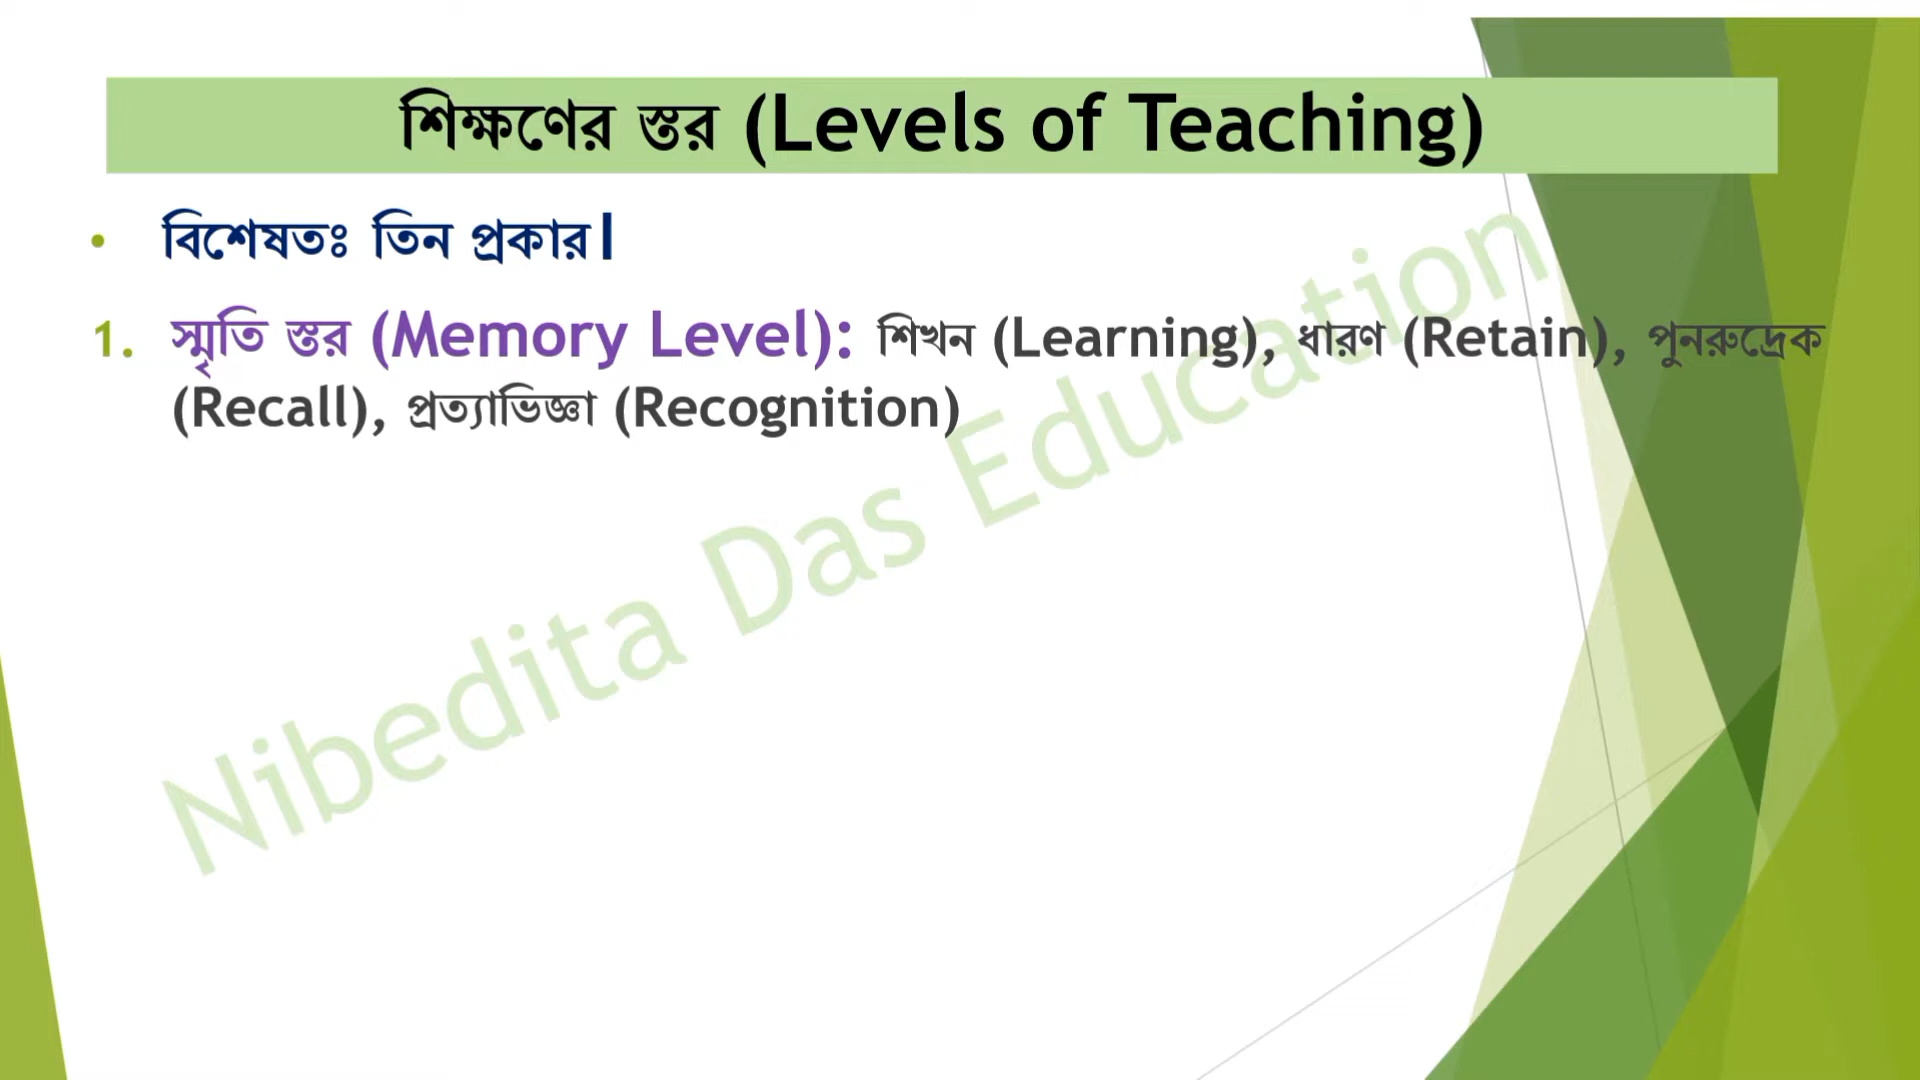 শিক্ষণের স্তর (Levels of Teaching)
• বিশেষতঃ তিন প্রকার।
1. স্মৃতি স্তর (Memory Level): শিখন (Learning), ধারণ (Retain), পুনরুদ্রেক
(Recall), প্রত্যাভিজ্ঞা (Recognition)
Nibedita Das Education